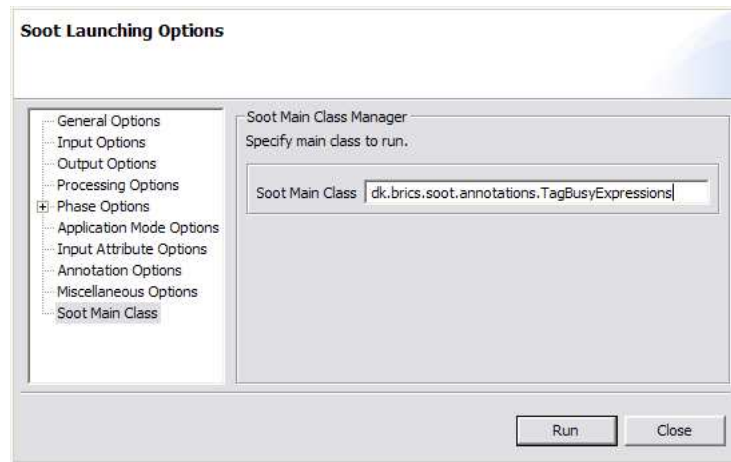 Soot Launching Options
General Options
Input Options
Output Options
Processing Options
Phase Options
Application Mode Options
Input Attribute Options
Annotation Options
Miscellaneous Options
Soot Main Class
Soot Main Class Manager
Specify main class to run.
Soot Main Class dk.brics.soot.annotations.TagBusyExpressions
Run Close